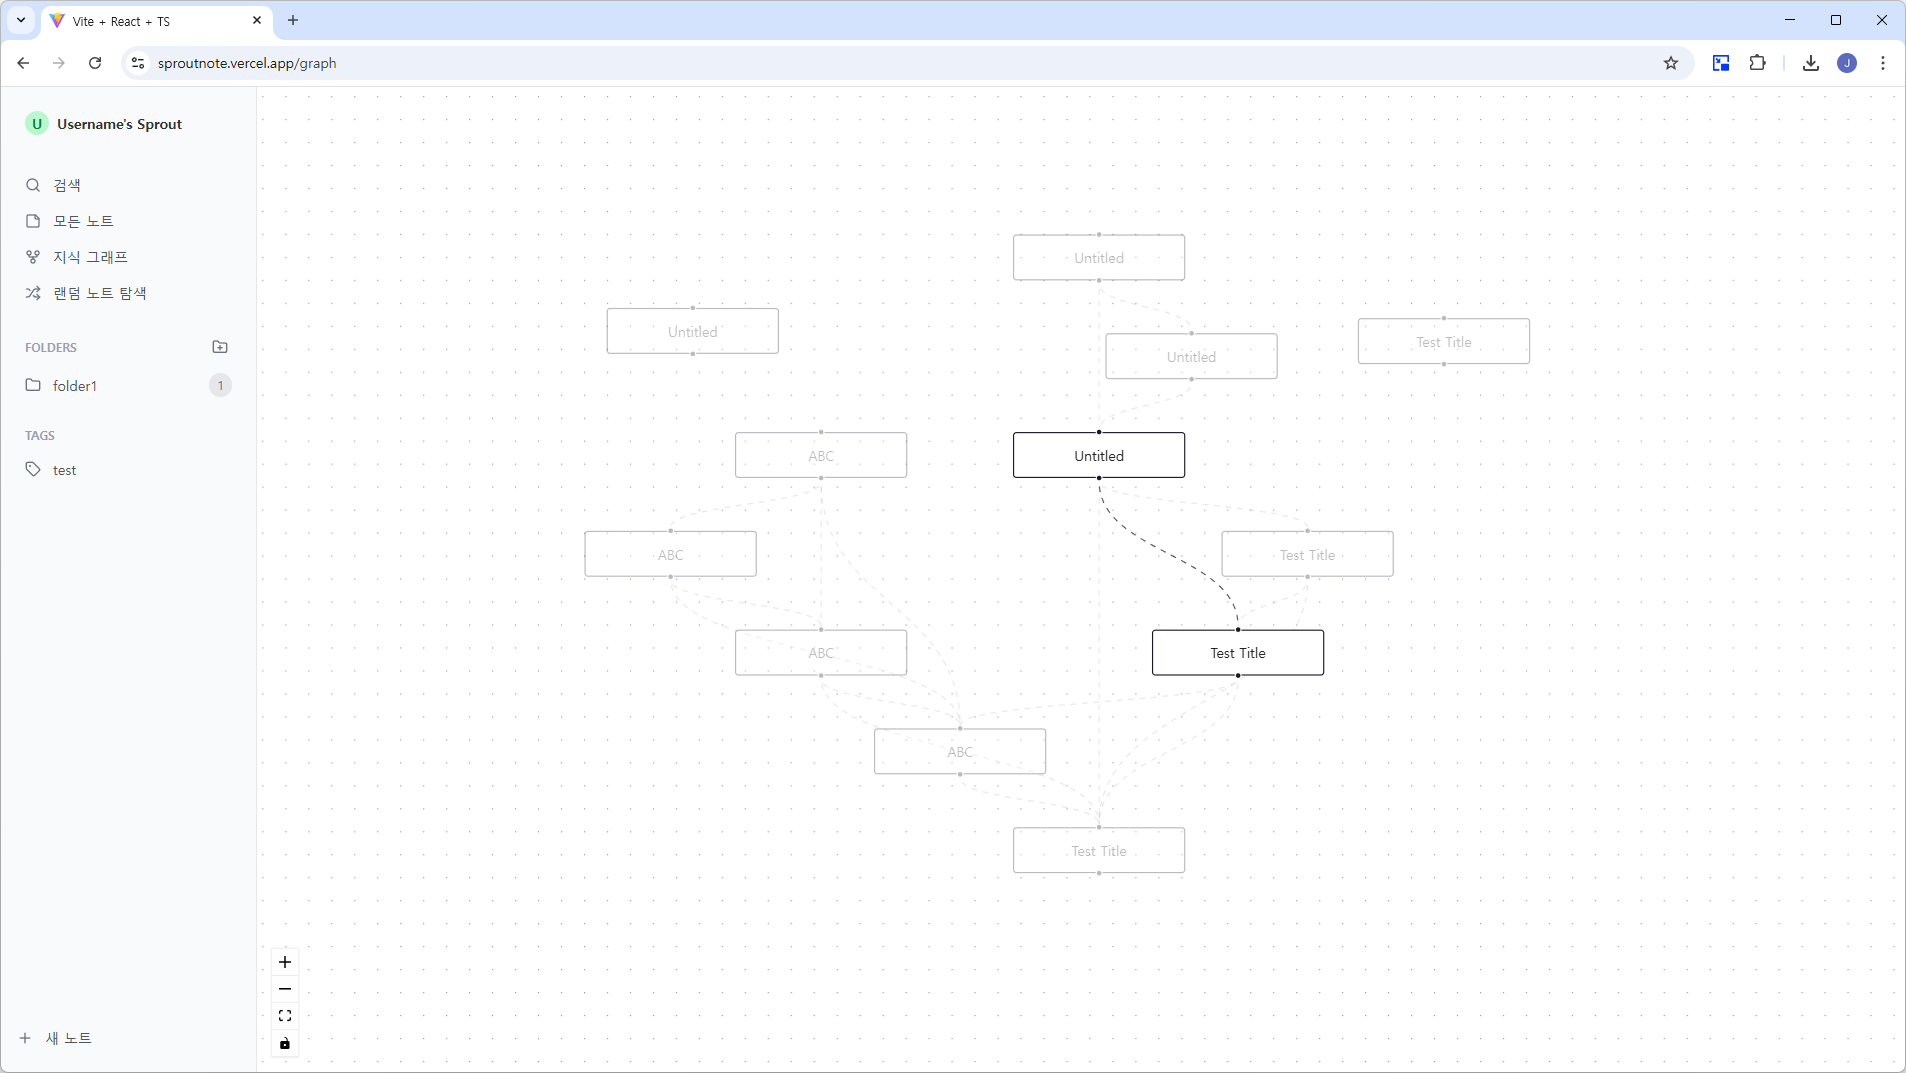 Vite + React + TS
sproutnote.vercel.app/graph
J
U Username's Sprout
검색
모든 노트
지식 그래프
랜덤 노트 탐색
FOLDERS
folder1 1
TAGS
test
새 노트
Untitled
Untitled
Test Title
Untitled
ABC
Untitled
ABC
Test Title
ABC
Test Title
ABC
Test Title